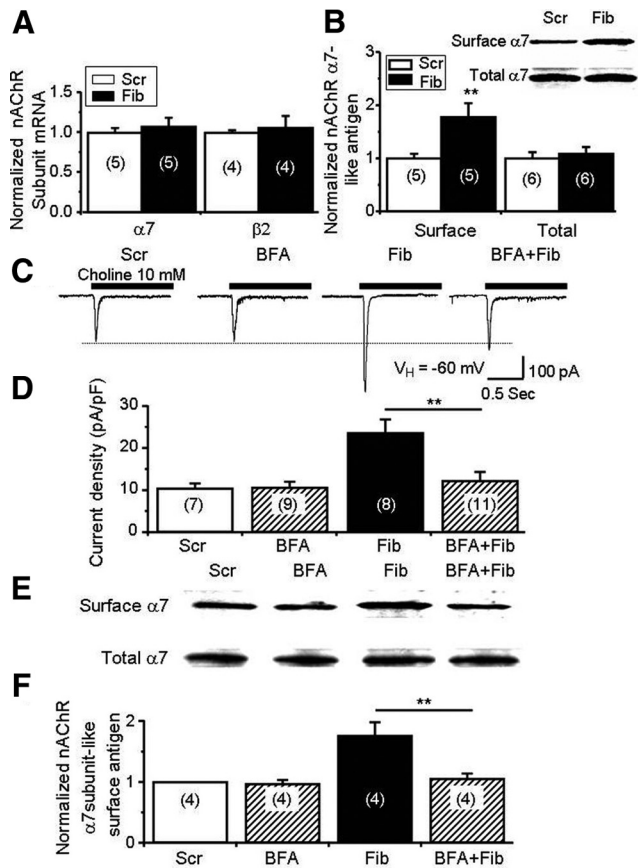 A
Normalized nAChR
Subunit mRNA
Scr
Fib
1.5
1.0
0.5
0.0
(5)
(5)
(4)
(4)
α7
β2
B
Scr
Fib
Surface α7
Total α7
Normalized nAChR α7-
like antigen
Scr
Fib
3
2
1
0
**
(5)
(5)
(6)
(6)
Surface
Total
C
Scr
BFA
Fib
BFA+Fib
Choline 10 mM
V_H = -60 mV
100 pA
0.5 Sec
D
Current density (pA/pF)
30
20
10
0
**
(7)
(9)
(8)
(11)
Scr
BFA
Fib
BFA+Fib
E
Scr
BFA
Fib
BFA+Fib
Surface α7
Total α7
F
Normalized nAChR
α7subunit-like
surface antigen
2
1
0
**
(4)
(4)
(4)
(4)
Scr
BFA
Fib
BFA+Fib